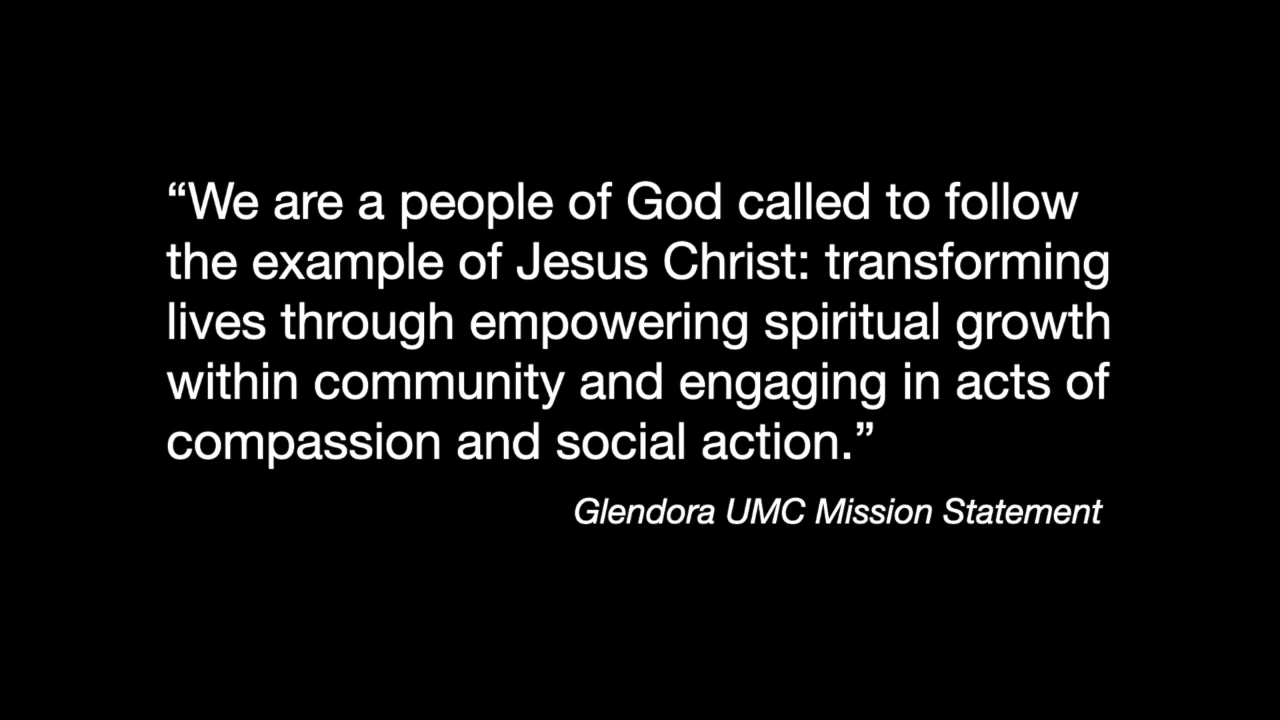 “We are a people of God called to follow
the example of Jesus Christ: transforming
lives through empowering spiritual growth
within community and engaging in acts of
compassion and social action.”
Glendora UMC Mission Statement